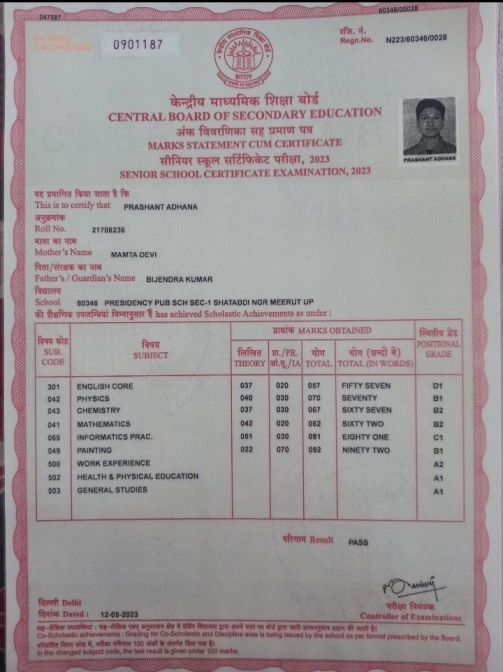 047987
60346/0028
0901187
रजि. नं.
Regn.No. N223/60346/0028
भारत
केन्द्रीय माध्यमिक शिक्षा बोर्ड
CENTRAL BOARD OF SECONDARY EDUCATION
अंक विवरणिका सह प्रमाण पत्र
MARKS STATEMENT CUM CERTIFICATE
सीनियर स्कूल सर्टिफिकेट परीक्षा, 2023
SENIOR SCHOOL CERTIFICATE EXAMINATION, 2023
PRASHANT ADHANA
यह प्रमाणित किया जाता है कि
This is to certify that PRASHANT ADHANA
अनुक्रमांक
Roll No. 21708236
माता का नाम
Mother's Name MAMTA DEVI
पिता/संरक्षक का नाम
Father's / Guardian's Name BIJENDRA KUMAR
विद्यालय
School 60346 PRESIDENCY PUB SCH SEC-1 SHATABDI NGR MEERUT UP
की शैक्षणिक उपलब्धियां निम्नानुसार हैं has achieved Scholastic Achievements as under :
विषय कोड SUB. CODE
विषय SUBJECT
प्राप्तांक MARKS OBTAINED
स्थितीय ग्रेड POSITIONAL GRADE
लिखित THEORY
प्रा./PR. आं.मू./IA
योग TOTAL
योग (शब्दों में) TOTAL (IN WORDS)
301 ENGLISH CORE 037 020 057 FIFTY SEVEN D1
042 PHYSICS 040 030 070 SEVENTY B1
043 CHEMISTRY 037 030 067 SIXTY SEVEN B2
041 MATHEMATICS 042 020 062 SIXTY TWO B2
065 INFORMATICS PRAC. 051 030 081 EIGHTY ONE C1
049 PAINTING 022 070 092 NINETY TWO B1
500 WORK EXPERIENCE A2
502 HEALTH & PHYSICAL EDUCATION A1
503 GENERAL STUDIES A1
परिणाम Result PASS
दिल्ली Delhi
दिनांक Dated : 12-05-2023
परीक्षा नियंत्रक
Controller of Examinations
Co-Scholastic achievements : Grading for Co-Scholastic and Discipline area is being issued by the school as per format prescribed by the Board.
In the changed subject code, the test result is given under 100 marks.